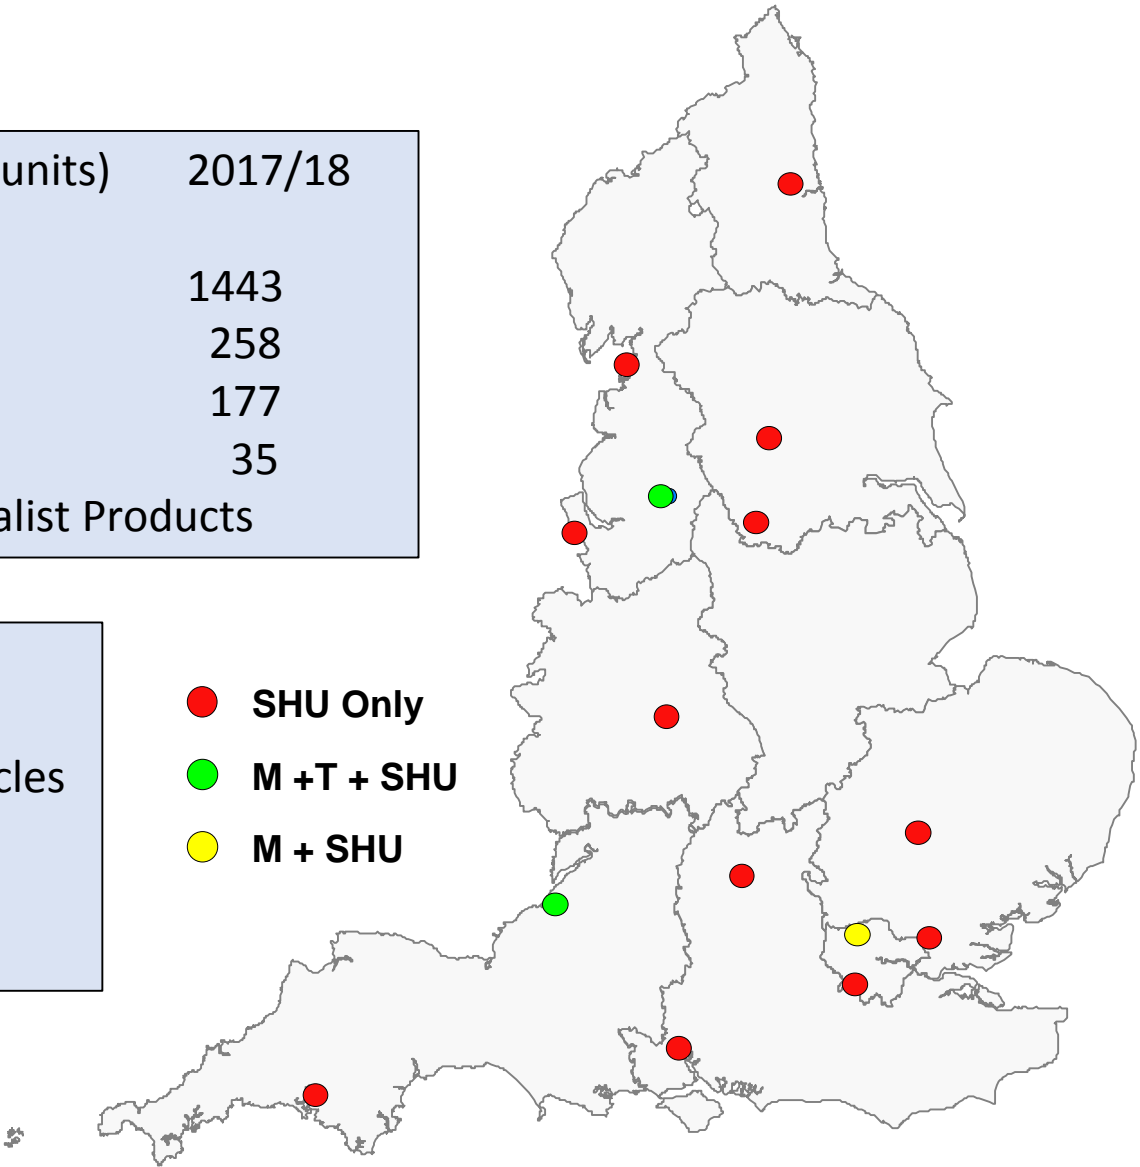 units) 2017/18
1443
258
177
35
alist Products
cles
SHU Only
M +T + SHU
M + SHU